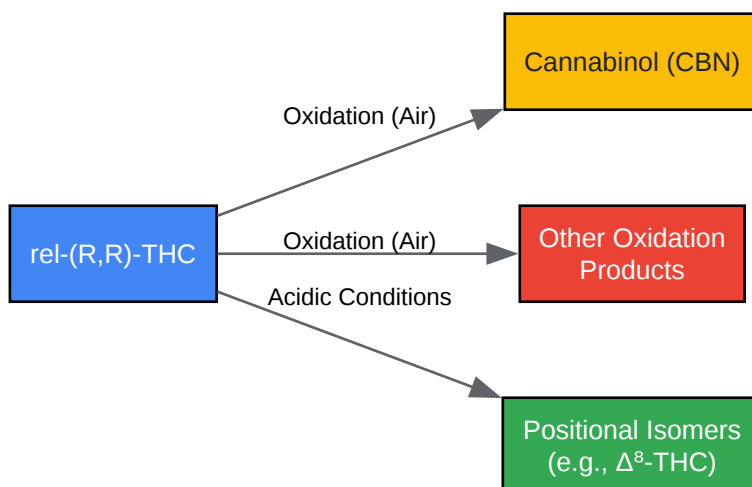 Cannabinol (CBN)
Oxidation (Air)
rel-(R,R)-THC
Oxidation (Air)
Other Oxidation
Products
Acidic Conditions
Positional Isomers
(e.g., Δ⁸-THC)